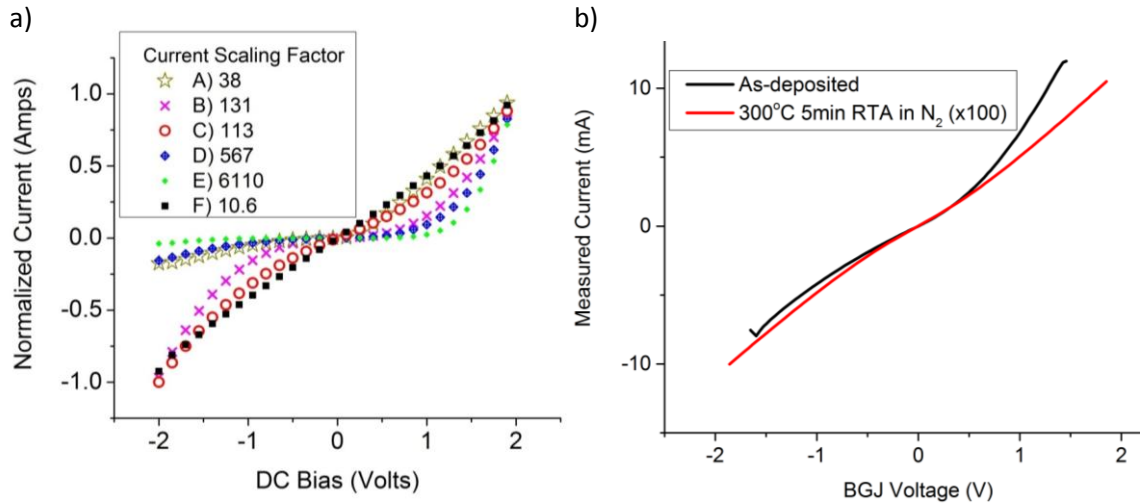 a)
Current Scaling Factor
A) 38
B) 131
C) 113
D) 567
E) 6110
F) 10.6
1.0
0.5
0.0
-0.5
-1.0
Normalized Current (Amps)
-2
-1
0
1
2
DC Bias (Volts)
b)
As-deposited
300°C 5min RTA in N₂ (x100)
10
0
-10
Measured Current (mA)
-2
-1
0
1
2
BGJ Voltage (V)